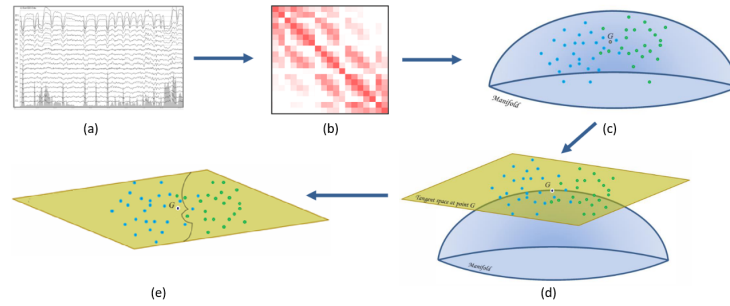 (a)
(b)
G
Manifold
(c)
G
(e)
G
Tangent space at point G
Manifold
(d)